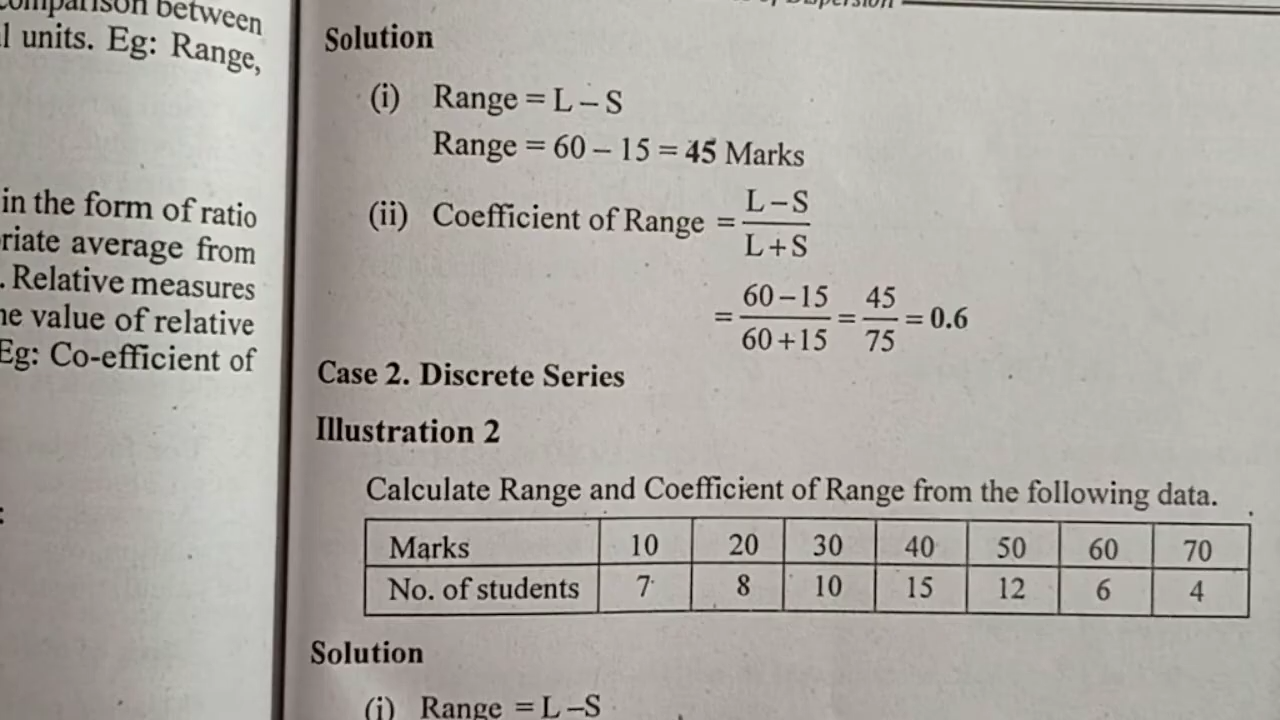 comparison between
l units. Eg: Range,
in the form of ratio
riate average from
. Relative measures
ne value of relative
Eg: Co-efficient of
Dispersion
Solution
(i) Range = L – S
Range = 60 – 15 = 45 Marks
(ii) Coefficient of Range = L–S / L+S
= 60–15 / 60+15 = 45 / 75 = 0.6
Case 2. Discrete Series
Illustration 2
Calculate Range and Coefficient of Range from the following data.
Marks 10 20 30 40 50 60 70
No. of students 7 8 10 15 12 6 4
Solution
(i) Range = L –S